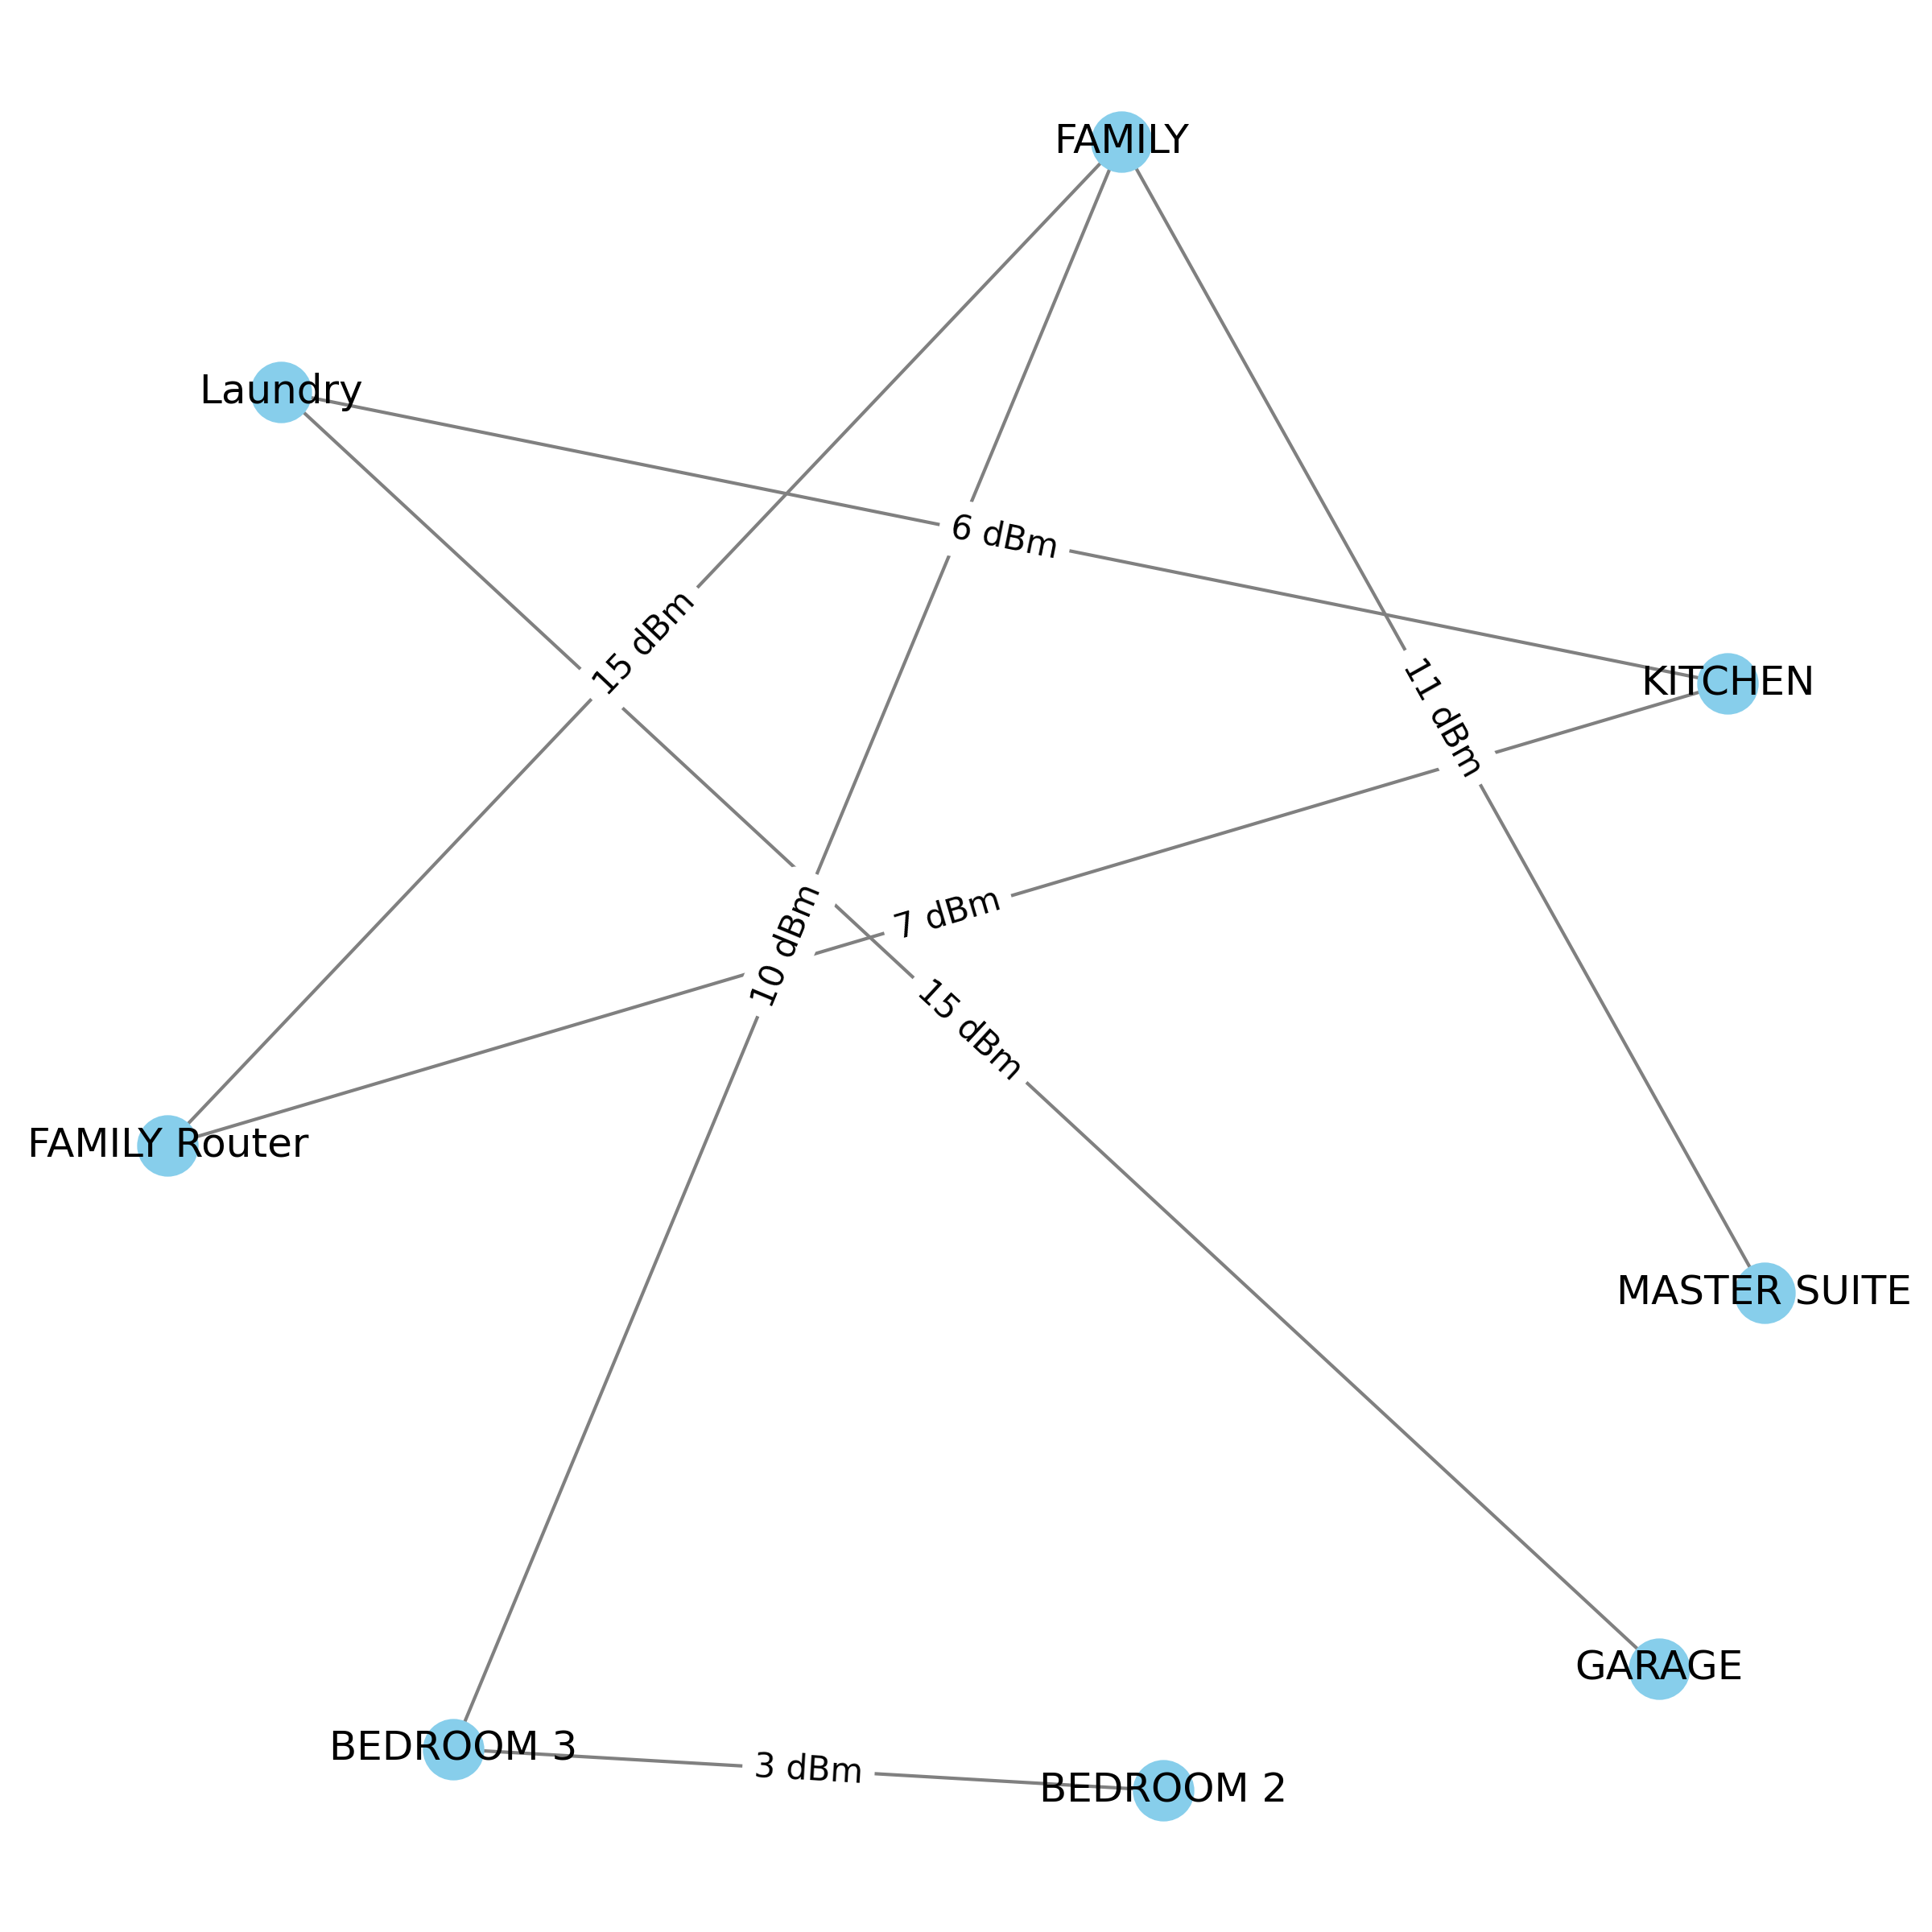 FAMILY
Laundry
6 dBm
15 dBm
KITCHEN
11 dBm
7 dBm
10 dBm
15 dBm
FAMILY Router
MASTER SUITE
GARAGE
BEDROOM 3
3 dBm
BEDROOM 2